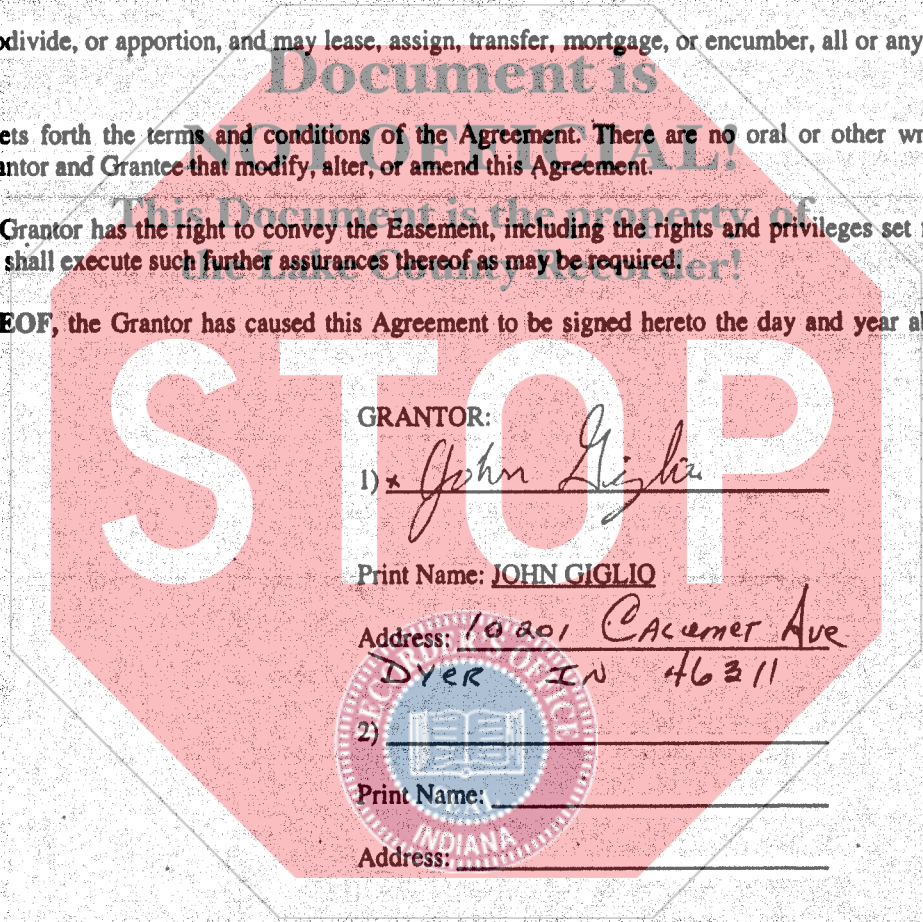 divide, or apportion, and may lease, assign, transfer, mortgage, or encumber, all or any
Document is
ets forth the terms and conditions of the Agreement. There are no oral or other wr
NOT OFFICIAL!
antor and Grantee that modify, alter, or amend this Agreement.
This Document is the property of
Grantor has the right to convey the Easement, including the rights and privileges set
the Lake County Recorder!
shall execute such further assurances thereof as may be required.
EOF, the Grantor has caused this Agreement to be signed hereto the day and year a
STOP
GRANTOR:
1) x John Giglio
Print Name: JOHN GIGLIO
Address: 10201 Calumet Ave
Dyer IN 46311
RECORDER'S OFFICE
2)
Print Name:
INDIANA
Address: